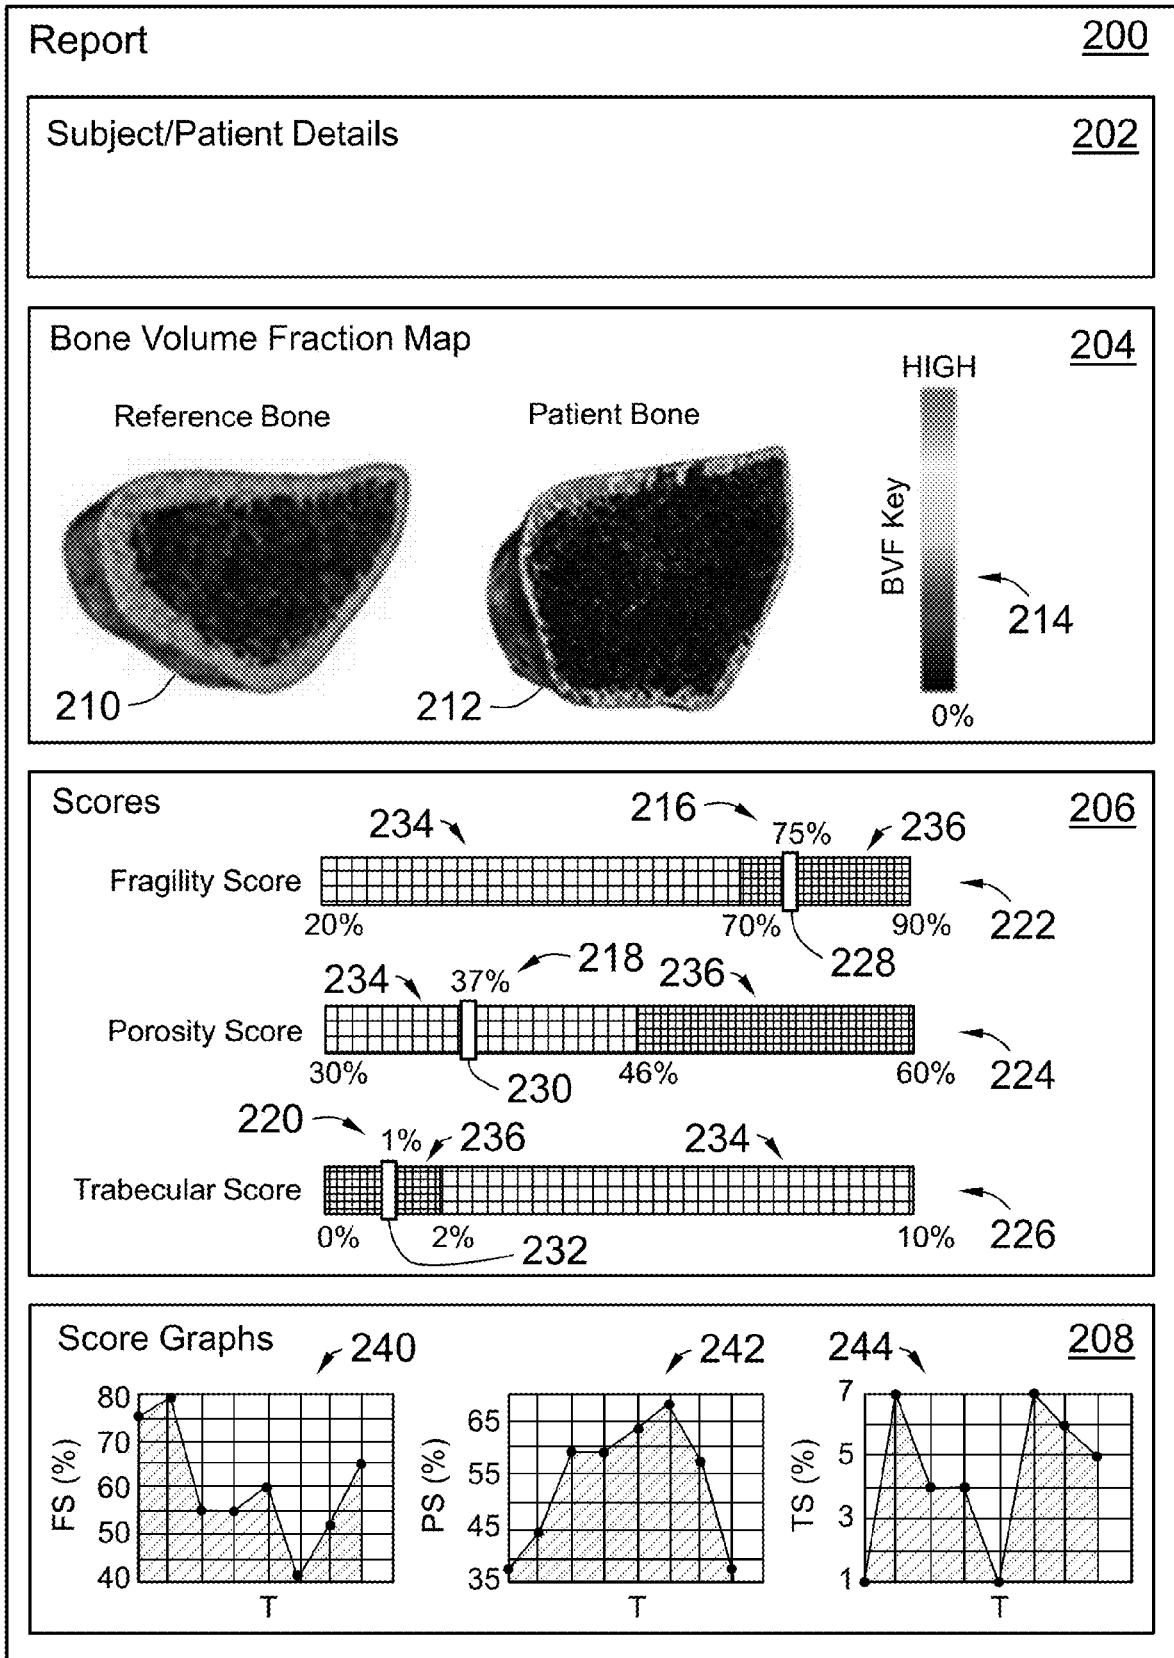 Report 200
Subject/Patient Details 202
Bone Volume Fraction Map 204
HIGH
Reference Bone Patient Bone
BVF Key
214
210 212
0%
Scores 206
234 216 75% 236
Fragility Score
20% 70% 90% 222
228
234 37% 218 236
Porosity Score
30% 230 46% 60% 224
220 1% 236 234
Trabecular Score
0% 2% 232 10% 226
Score Graphs 208
240 242 244
FS (%)
80
70
60
50
40
T
PS (%)
65
55
45
35
T
TS (%)
7
5
3
1
T